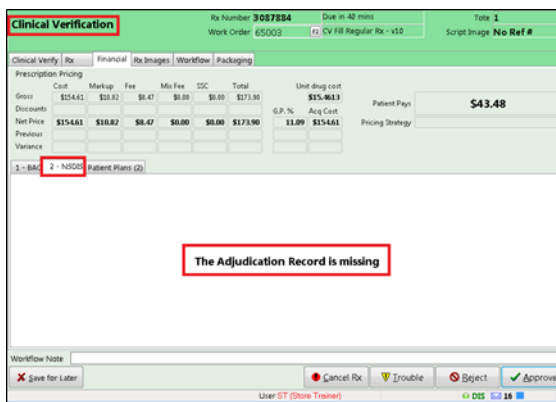 Clinical Verification
Rx Number 3087884 Due in 40 mins Tote 1
Work Order 65003 F2 CV Fill Regular Rx - v10 Script Image No Ref #
Clinical Verify Rx Financial Rx Images Workflow Packaging
Prescription Pricing
Cost Markup Fee Mix Fee SSC Total Unit drug cost
Gross $154.61 $10.82 $8.47 $0.00 $0.00 $173.90 $15.4613
Discounts G.P. % Acq Cost Patient Pays $43.48
Net Price $154.61 $10.82 $8.47 $0.00 $0.00 $173.90 11.09 $154.61 Pricing Strategy
Previous
Variance
1 - BAC 2 - NSDIS Patient Plans (2)
The Adjudication Record is missing
Workflow Note
Save for Later Cancel Rx Trouble Reject Approve
User ST (Store Trainer) DIS 16